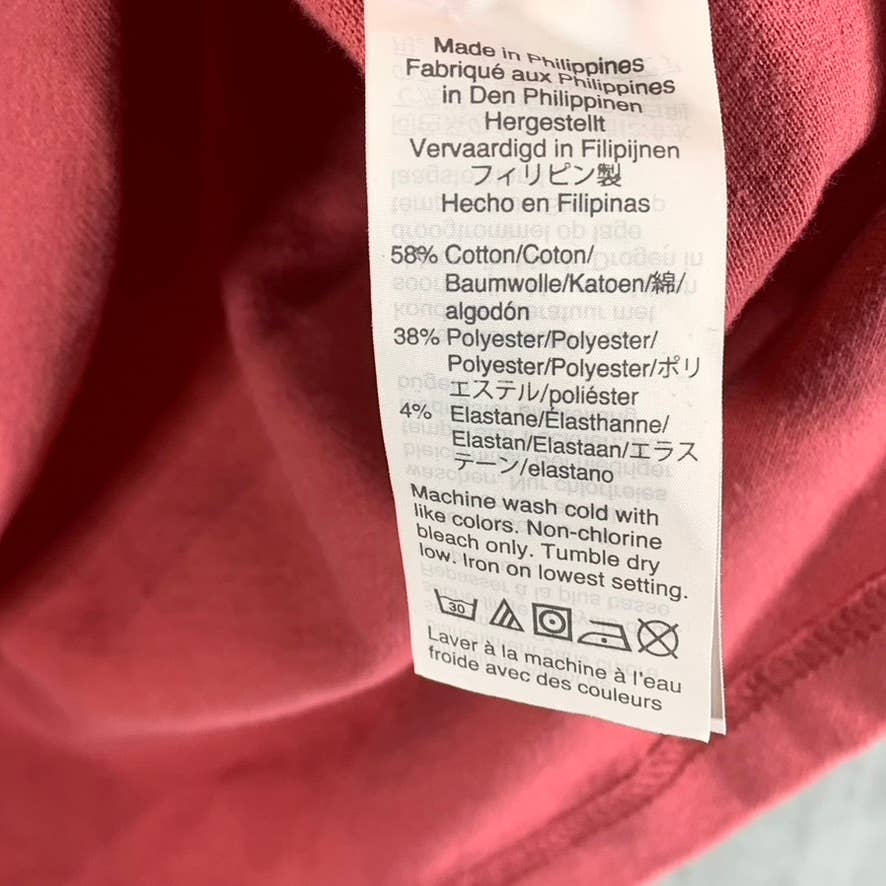 Made in Philippines
Fabriqué aux Philippines
in Den Philippinen
Hergestellt
Vervaardigd in Filipijnen
フィリピン製
Hecho en Filipinas
58% Cotton/Coton/
Baumwolle/Katoen/綿/
algodón
38% Polyester/Polyester/
Polyester/Polyester/ポリ
エステル/poliéster
4% Elastane/Élasthanne/
Elastan/Elastaan/エラス
テーン/elastano
Machine wash cold with
like colors. Non-chlorine
bleach only. Tumble dry
low. Iron on lowest setting.
30
Laver à la machine à l'eau
froide avec des couleurs